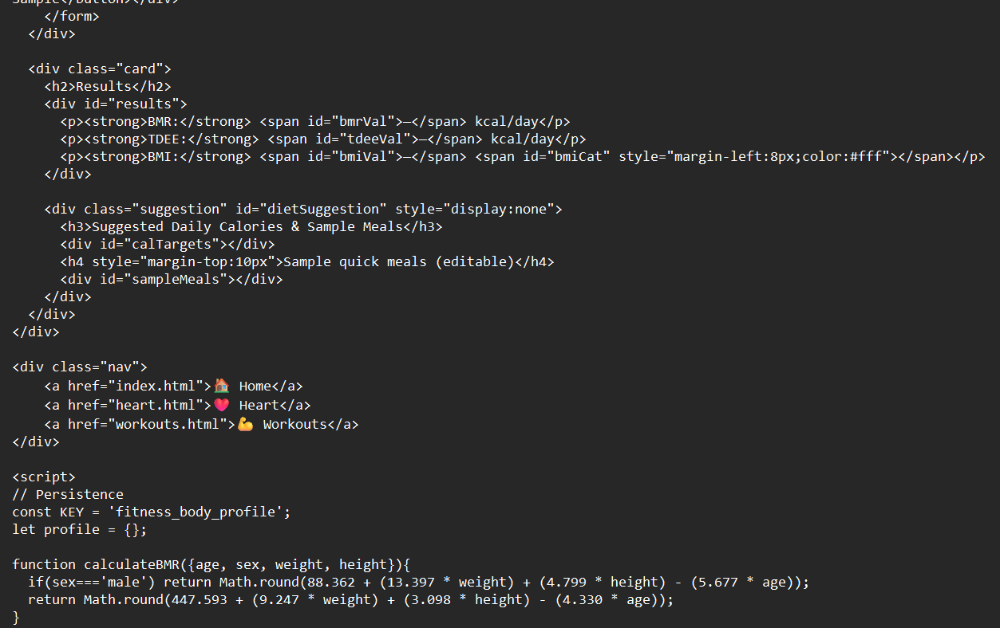 Sample</button></div>
    </form>
  </div>

  <div class="card">
    <h2>Results</h2>
    <div id="results">
      <p><strong>BMR:</strong> <span id="bmrVal">—</span> kcal/day</p>
      <p><strong>TDEE:</strong> <span id="tdeeVal">—</span> kcal/day</p>
      <p><strong>BMI:</strong> <span id="bmiVal">—</span> <span id="bmiCat" style="margin-left:8px;color:#fff"></span></p>
    </div>

    <div class="suggestion" id="dietSuggestion" style="display:none">
      <h3>Suggested Daily Calories & Sample Meals</h3>
      <div id="calTargets"></div>
      <h4 style="margin-top:10px">Sample quick meals (editable)</h4>
      <div id="sampleMeals"></div>
    </div>
  </div>
</div>

<div class="nav">
    <a href="index.html">🏠 Home</a>
    <a href="heart.html">❤️ Heart</a>
    <a href="workouts.html">💪 Workouts</a>
</div>

<script>
// Persistence
const KEY = 'fitness_body_profile';
let profile = {};

function calculateBMR({age, sex, weight, height}){
  if(sex==='male') return Math.round(88.362 + (13.397 * weight) + (4.799 * height) - (5.677 * age));
  return Math.round(447.593 + (9.247 * weight) + (3.098 * height) - (4.330 * age));
}